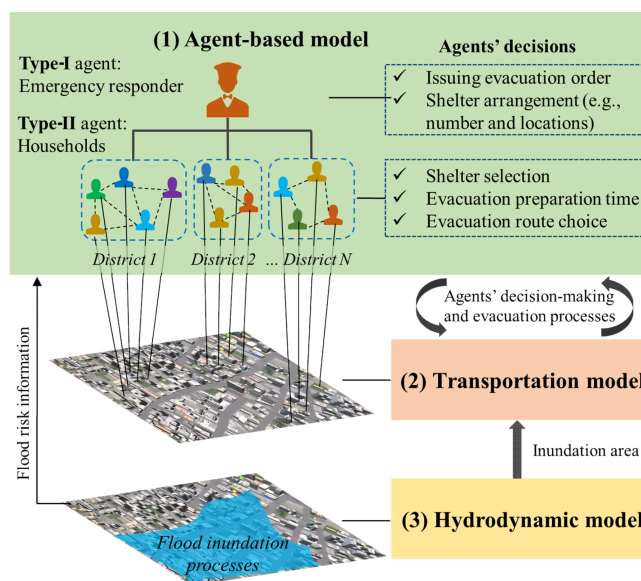 (1) Agent-based model
Type-I agent:
Emergency responder
Type-II agent:
Households
Agents' decisions
✓ Issuing evacuation order
✓ Shelter arrangement (e.g.,
number and locations)
✓ Shelter selection
✓ Evacuation preparation time
✓ Evacuation route choice
District 1 District 2 ... District N
Agents' decision-making
and evacuation processes
Flood risk information
(2) Transportation model
Inundation area
(3) Hydrodynamic model
Flood inundation
processes